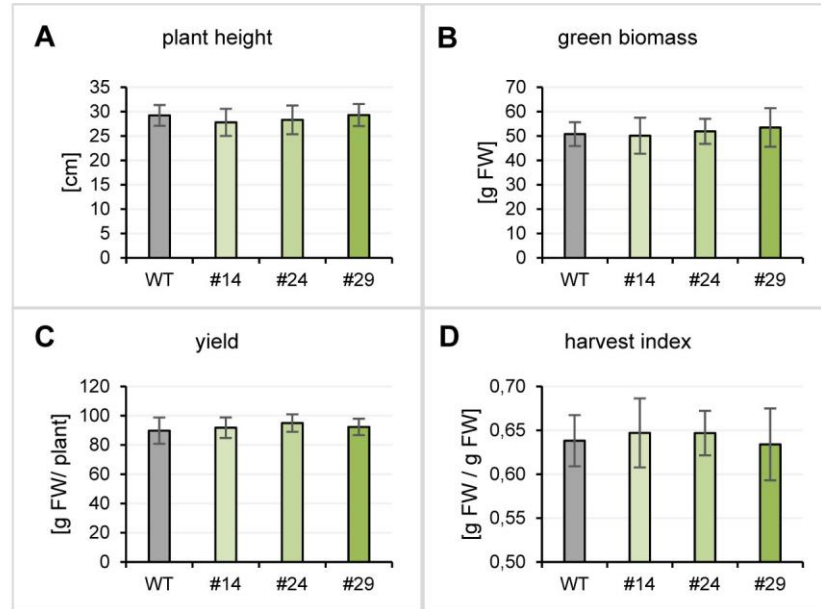 A
plant height
[cm]
35
30
25
20
15
10
5
0
WT #14 #24 #29
B
green biomass
[g FW]
70
60
50
40
30
20
10
0
WT #14 #24 #29
C
yield
[g FW/ plant]
120
100
80
60
40
20
0
WT #14 #24 #29
D
harvest index
[g FW / g FW]
0,70
0,65
0,60
0,55
0,50
WT #14 #24 #29